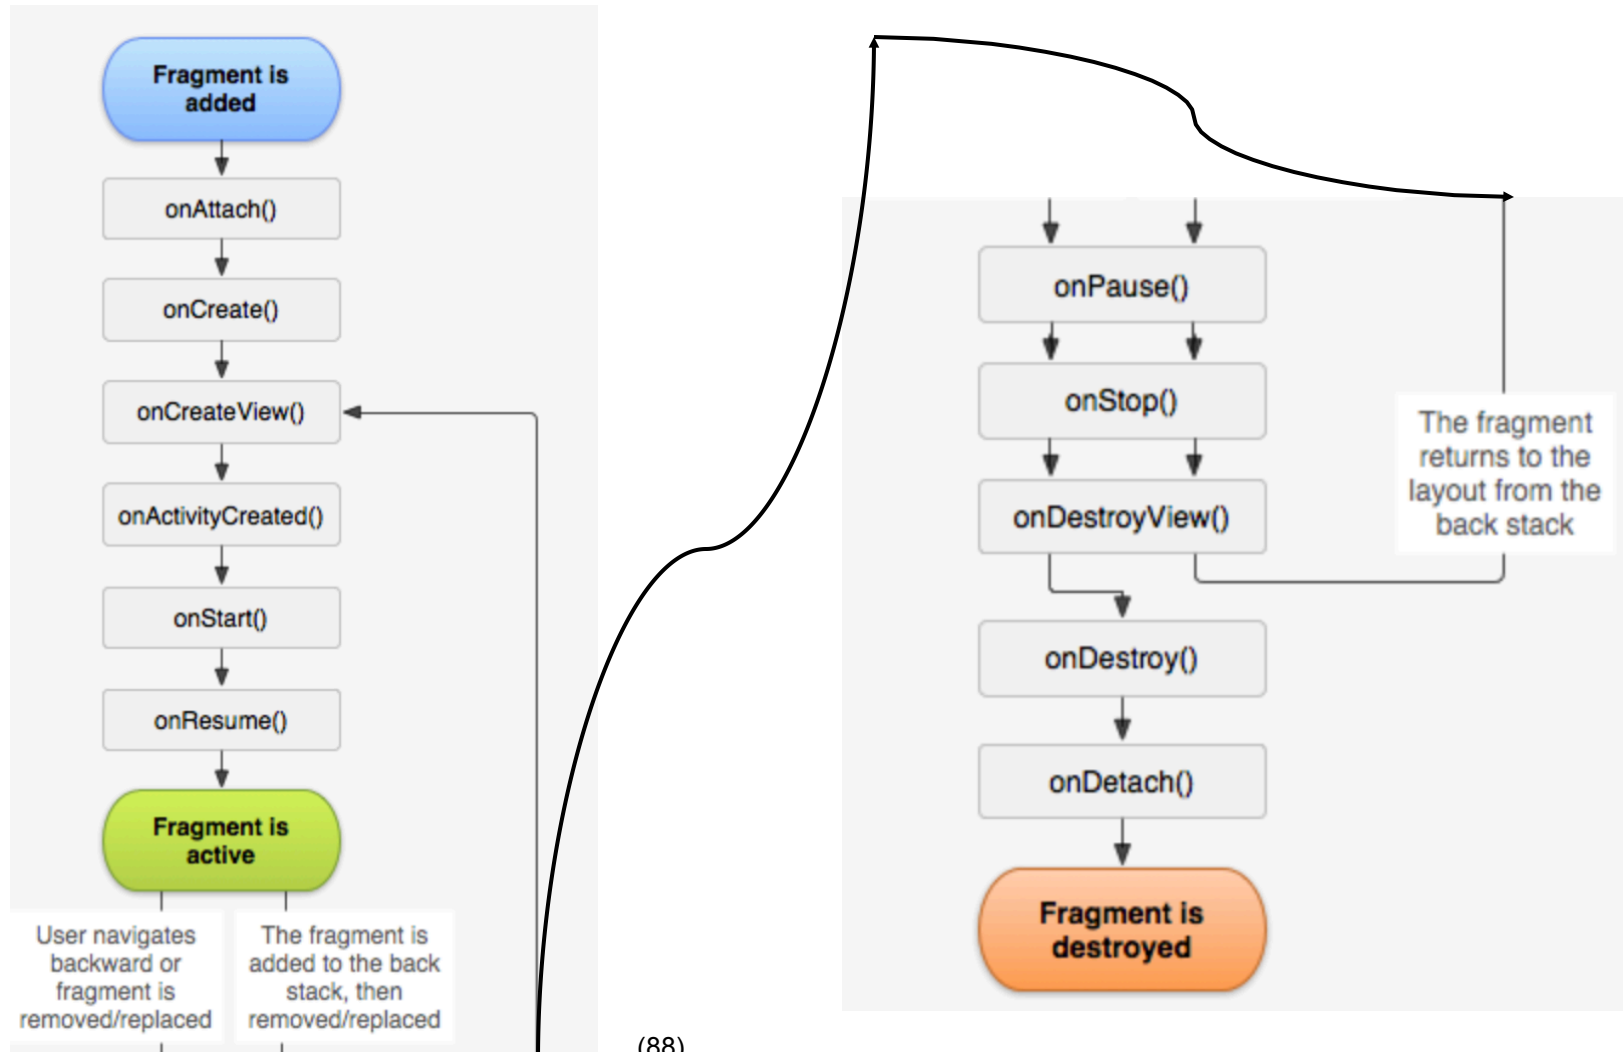 Fragment is
added
onAttach()
onCreate()
onCreateView()
onActivityCreated()
onStart()
onResume()
Fragment is
active
User navigates
backward or
fragment is
removed/replaced
The fragment is
added to the back
stack, then
removed/replaced
onPause()
onStop()
onDestroyView()
The fragment
returns to the
layout from the
back stack
onDestroy()
onDetach()
Fragment is
destroyed
(88)